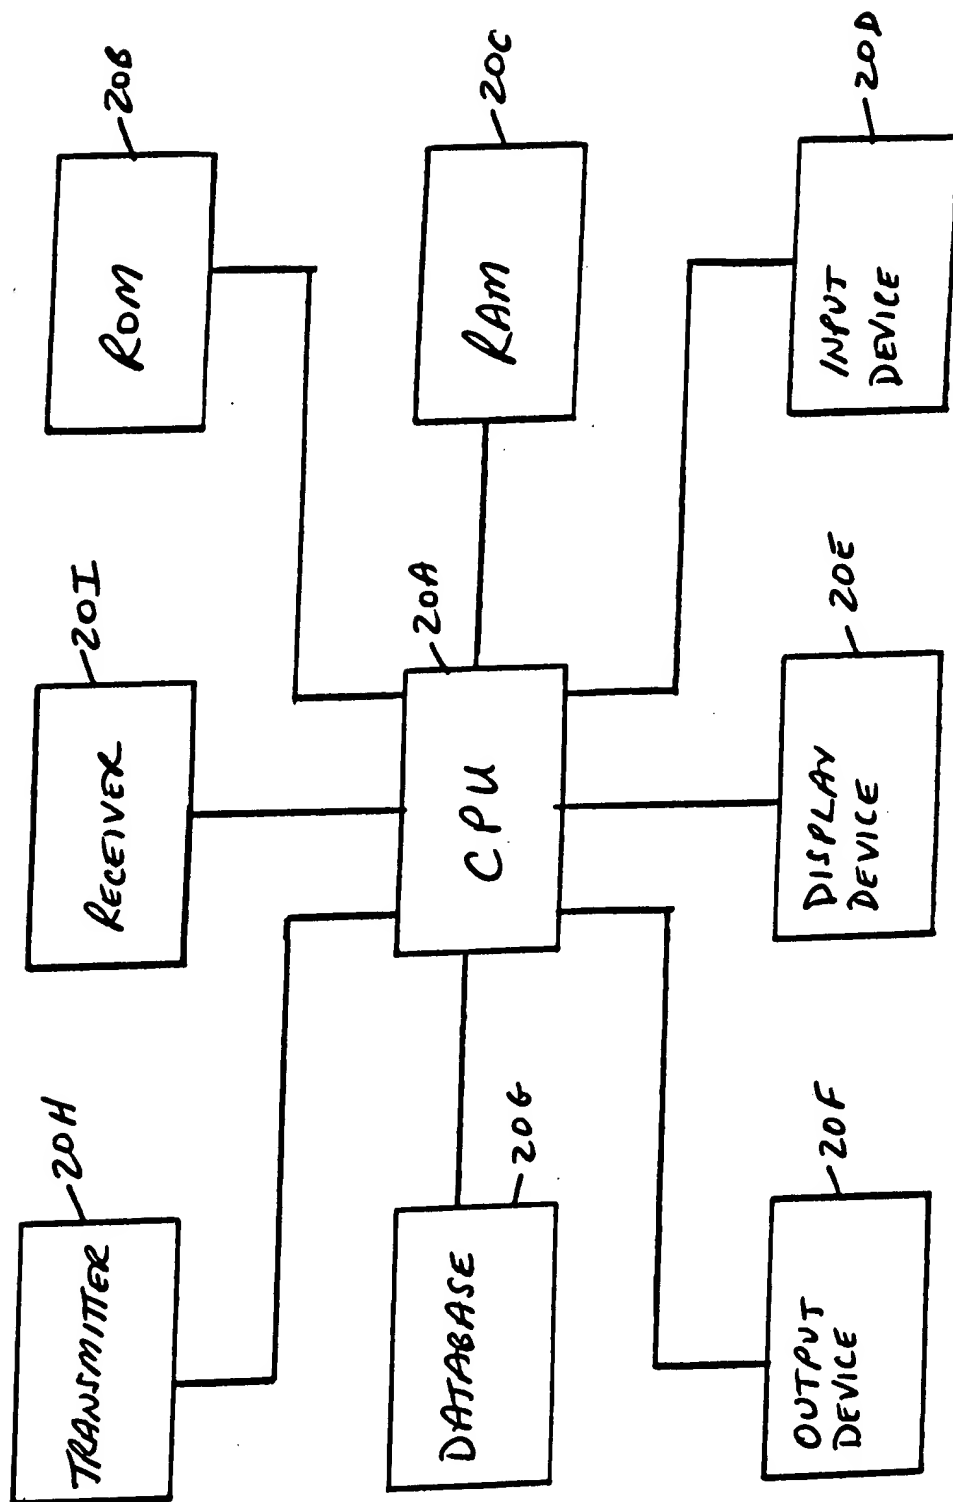 20H
TRANSMITTER
20I
RECEIVER
20B
ROM
20A
CPU
20G
DATABASE
20C
RAM
20F
OUTPUT
DEVICE
20E
DISPLAY
DEVICE
20D
INPUT
DEVICE